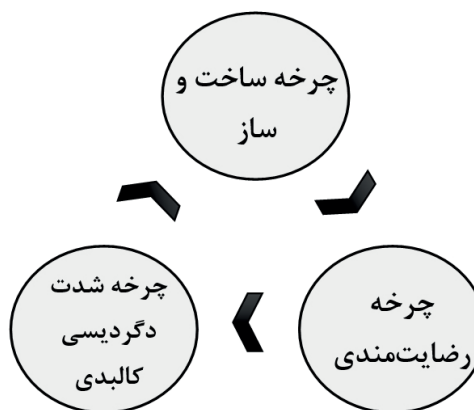 چرخه ساخت و
ساز
چرخه
رضایت‌مندی
چرخه شدت
دگردیسی
کالبدی